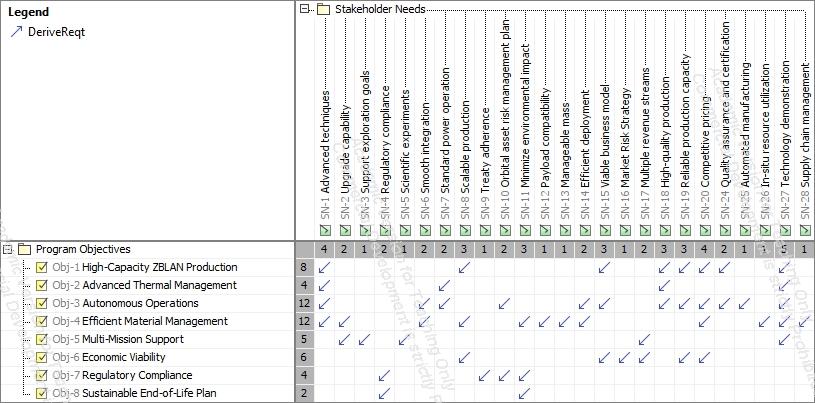 Legend
DeriveReqt
Stakeholder Needs
SN-1 Advanced techniques
SN-2 Upgrade capability
SN-3 Support exploration goals
SN-4 Regulatory compliance
SN-5 Scientific experiments
SN-6 Smooth integration
SN-7 Standard power operation
SN-8 Scalable production
SN-9 Treaty adherence
SN-10 Orbital asset risk management plan
SN-11 Minimize environmental impact
SN-12 Payload compatibility
SN-13 Manageable mass
SN-14 Efficient deployment
SN-15 Viable business model
SN-16 Market Risk Strategy
SN-17 Multiple revenue streams
SN-18 High-quality production
SN-19 Reliable production capacity
SN-20 Competitive pricing
SN-24 Quality assurance and certification
SN-25 Automated manufacturing
SN-26 In-situ resource utilization
SN-27 Technology demonstration
SN-28 Supply chain management
Program Objectives 4 2 1 2 1 2 2 3 1 2 3 1 1 2 3 1 2 3 3 4 2 1 1 5 1
Obj-1 High-Capacity ZBLAN Production 8
Obj-2 Advanced Thermal Management 4
Obj-3 Autonomous Operations 12
Obj-4 Efficient Material Management 12
Obj-5 Multi-Mission Support 5
Obj-6 Economic Viability 6
Obj-7 Regulatory Compliance 4
Obj-8 Sustainable End-of-Life Plan 2